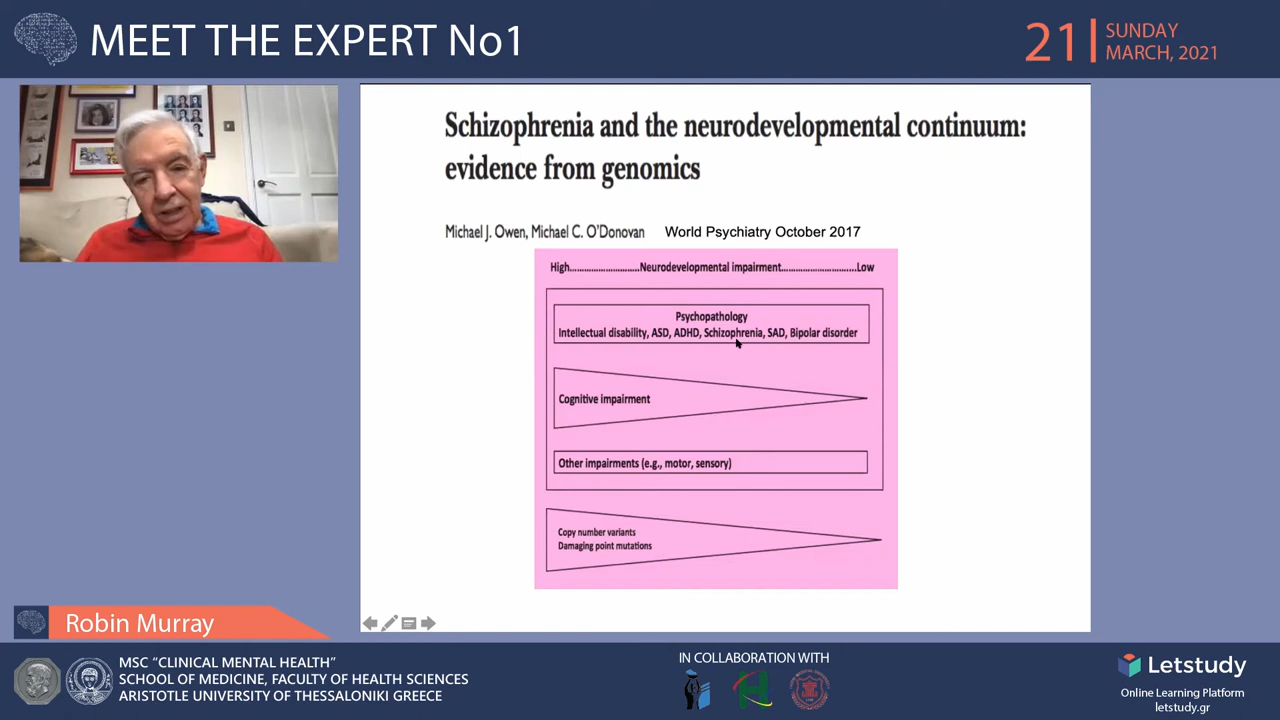 MEET THE EXPERT No1
21
SUNDAY
MARCH, 2021
Schizophrenia and the neurodevelopmental continuum:
evidence from genomics
Michael J. Owen, Michael C. O'Donovan
World Psychiatry October 2017
High...........................Neurodevelopmental impairment.............................Low
Psychopathology
Intellectual disability, ASD, ADHD, Schizophrenia, SAD, Bipolar disorder
Cognitive impairment
Other impairments (e.g., motor, sensory)
Copy number variants
Damaging point mutations
Robin Murray
MSC "CLINICAL MENTAL HEALTH"
SCHOOL OF MEDICINE, FACULTY OF HEALTH SCIENCES
ARISTOTLE UNIVERSITY OF THESSALONIKI GREECE
IN COLLABORATION WITH
Letstudy
Online Learning Platform
letstudy.gr